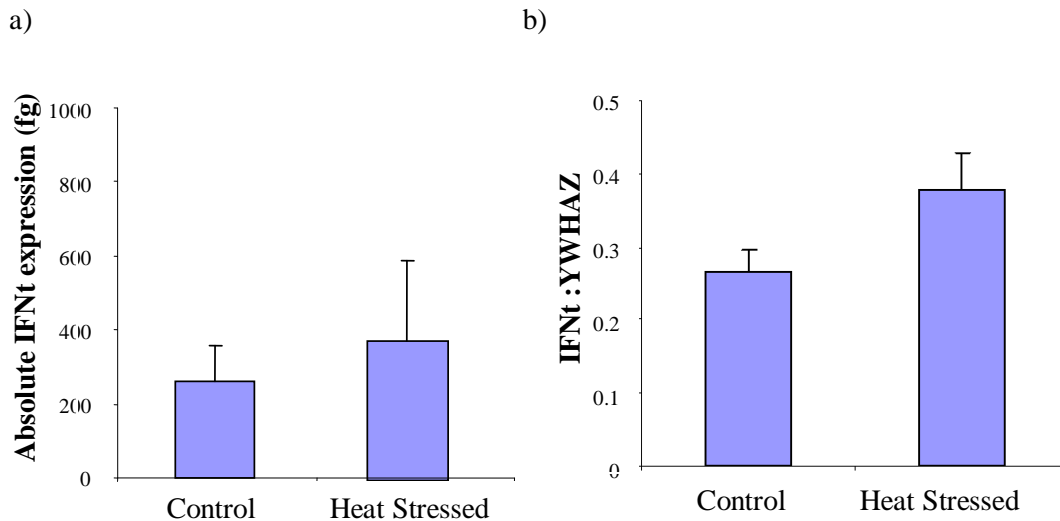 a)
Absolute IFNt expression (fg)
1000
800
600
400
200
0
Control Heat Stressed
b)
IFNt :YWHAZ
0.5
0.4
0.3
0.2
0.1
0
Control Heat Stressed